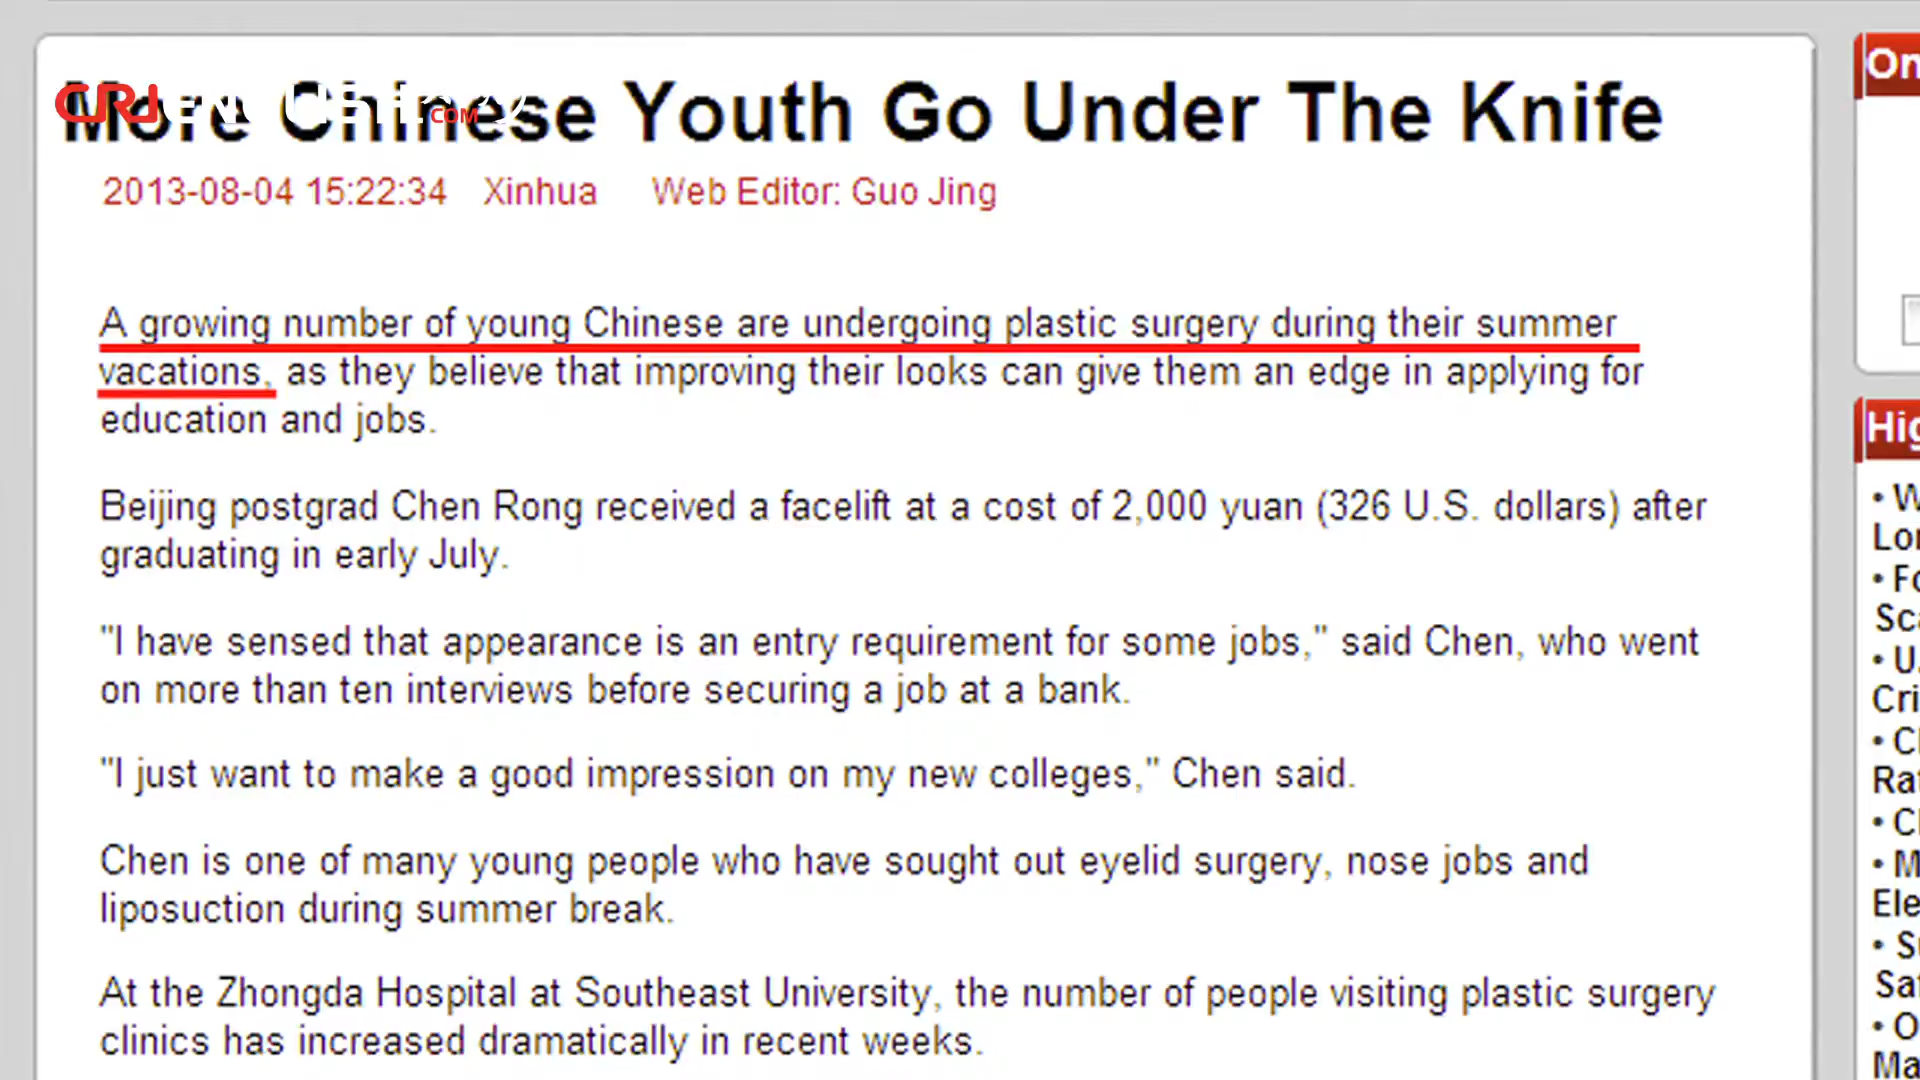 More Chinese Youth Go Under The Knife
CRIENGLISH.COM
2013-08-04 15:22:34 Xinhua Web Editor: Guo Jing
A growing number of young Chinese are undergoing plastic surgery during their summer
vacations, as they believe that improving their looks can give them an edge in applying for
education and jobs.
Beijing postgrad Chen Rong received a facelift at a cost of 2,000 yuan (326 U.S. dollars) after
graduating in early July.
"I have sensed that appearance is an entry requirement for some jobs," said Chen, who went
on more than ten interviews before securing a job at a bank.
"I just want to make a good impression on my new colleges," Chen said.
Chen is one of many young people who have sought out eyelid surgery, nose jobs and
liposuction during summer break.
At the Zhongda Hospital at Southeast University, the number of people visiting plastic surgery
clinics has increased dramatically in recent weeks.